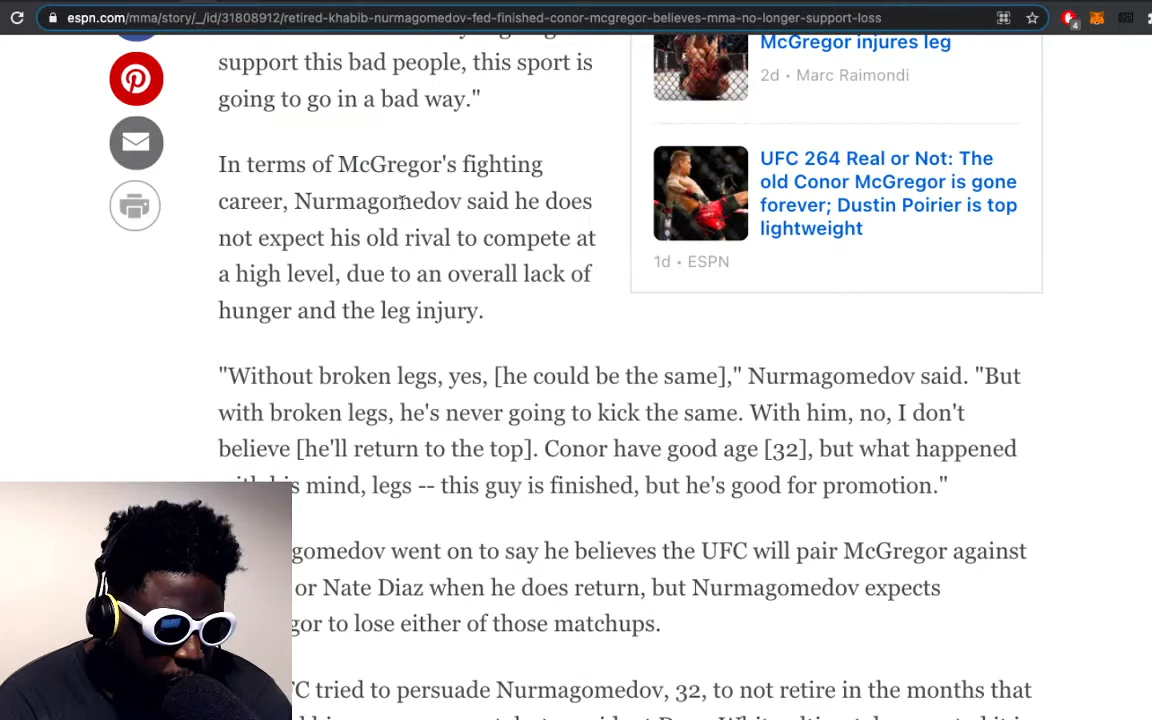 espn.com/mma/story/_/id/31808912/retired-khabib-nurmagomedov-fed-finished-conor-mcgregor-believes-mma-no-longer-support-loss
4
support this bad people, this sport is
going to go in a bad way."
In terms of McGregor's fighting
career, Nurmagomedov said he does
not expect his old rival to compete at
a high level, due to an overall lack of
hunger and the leg injury.
McGregor injures leg
2d • Marc Raimondi
UFC 264 Real or Not: The
old Conor McGregor is gone
forever; Dustin Poirier is top
lightweight
1d • ESPN
"Without broken legs, yes, [he could be the same]," Nurmagomedov said. "But
with broken legs, he's never going to kick the same. With him, no, I don't
believe [he'll return to the top]. Conor have good age [32], but what happened
mind, legs -- this guy is finished, but he's good for promotion."
gomedov went on to say he believes the UFC will pair McGregor against
or Nate Diaz when he does return, but Nurmagomedov expects
gor to lose either of those matchups.
C tried to persuade Nurmagomedov, 32, to not retire in the months that